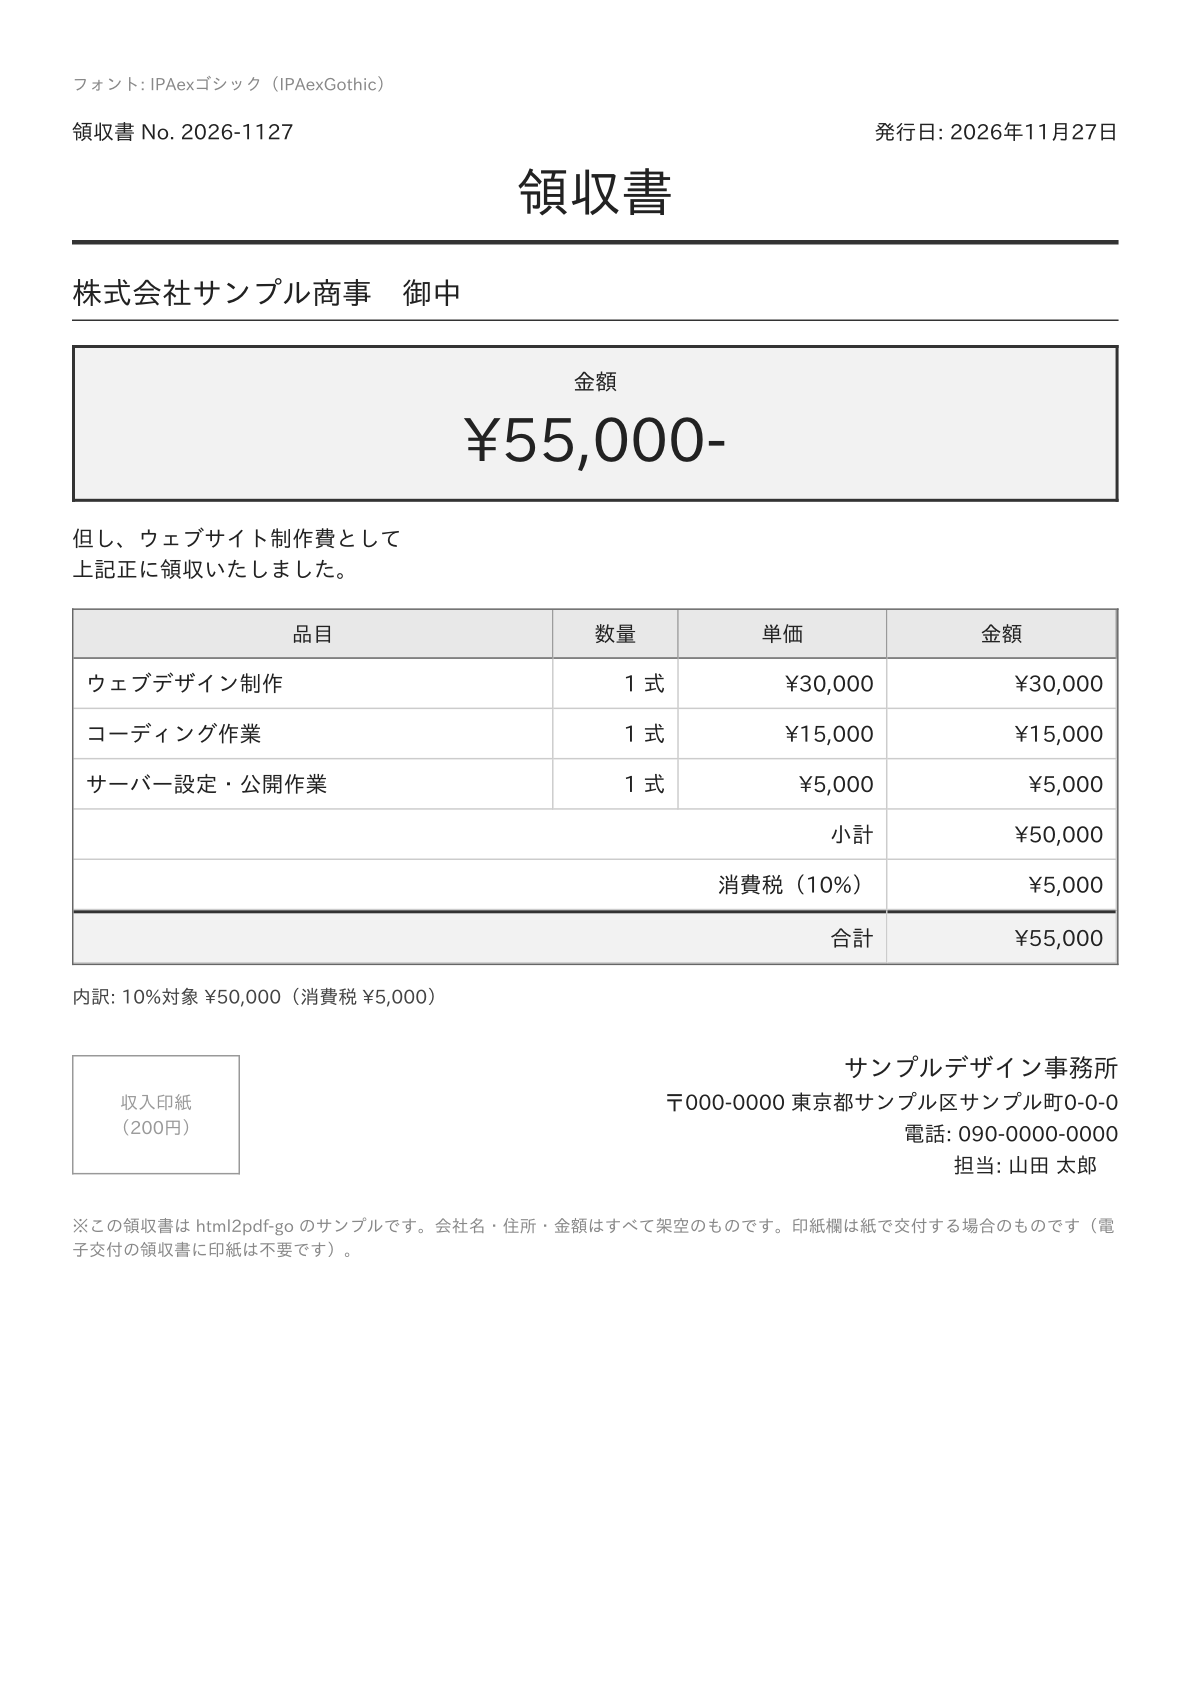 フォント: IPAexゴシック（IPAexGothic）
領収書 No. 2026-1127 発行日: 2026年11月27日
領収書
株式会社サンプル商事　御中
金額
¥55,000-
但し、ウェブサイト制作費として
上記正に領収いたしました。
品目 数量 単価 金額
ウェブデザイン制作 1 式 ¥30,000 ¥30,000
コーディング作業 1 式 ¥15,000 ¥15,000
サーバー設定・公開作業 1 式 ¥5,000 ¥5,000
小計 ¥50,000
消費税（10%） ¥5,000
合計 ¥55,000
内訳: 10%対象 ¥50,000（消費税 ¥5,000）
収入印紙
（200円）
サンプルデザイン事務所
〒000-0000 東京都サンプル区サンプル町0-0-0
電話: 090-0000-0000
担当: 山田 太郎
※この領収書は html2pdf-go のサンプルです。会社名・住所・金額はすべて架空のものです。印紙欄は紙で交付する場合のものです（電
子交付の領収書に印紙は不要です）。